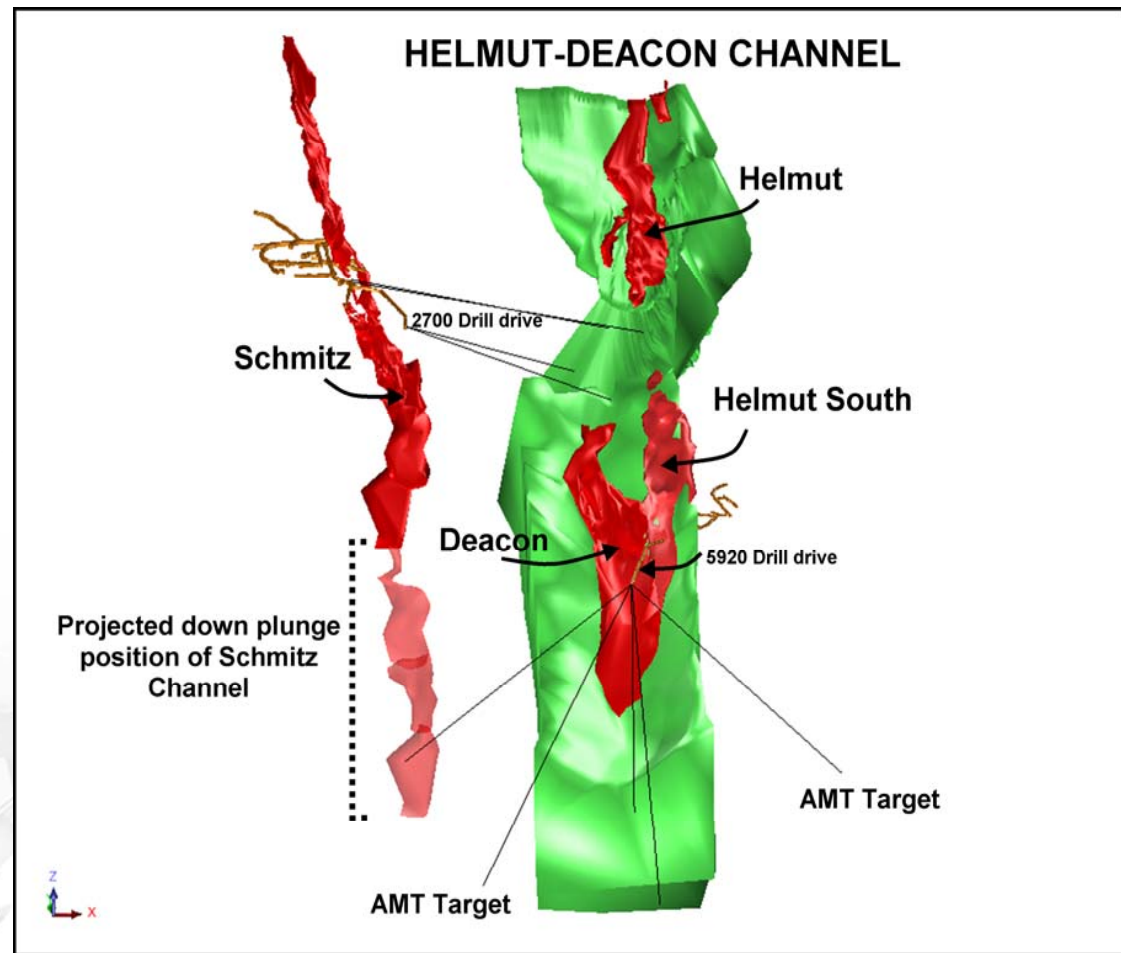 HELMUT-DEACON CHANNEL
Helmut
2700 Drill drive
Schmitz
Helmut South
Deacon
5920 Drill drive
Projected down plunge
position of Schmitz
Channel
AMT Target
AMT Target
Z
X